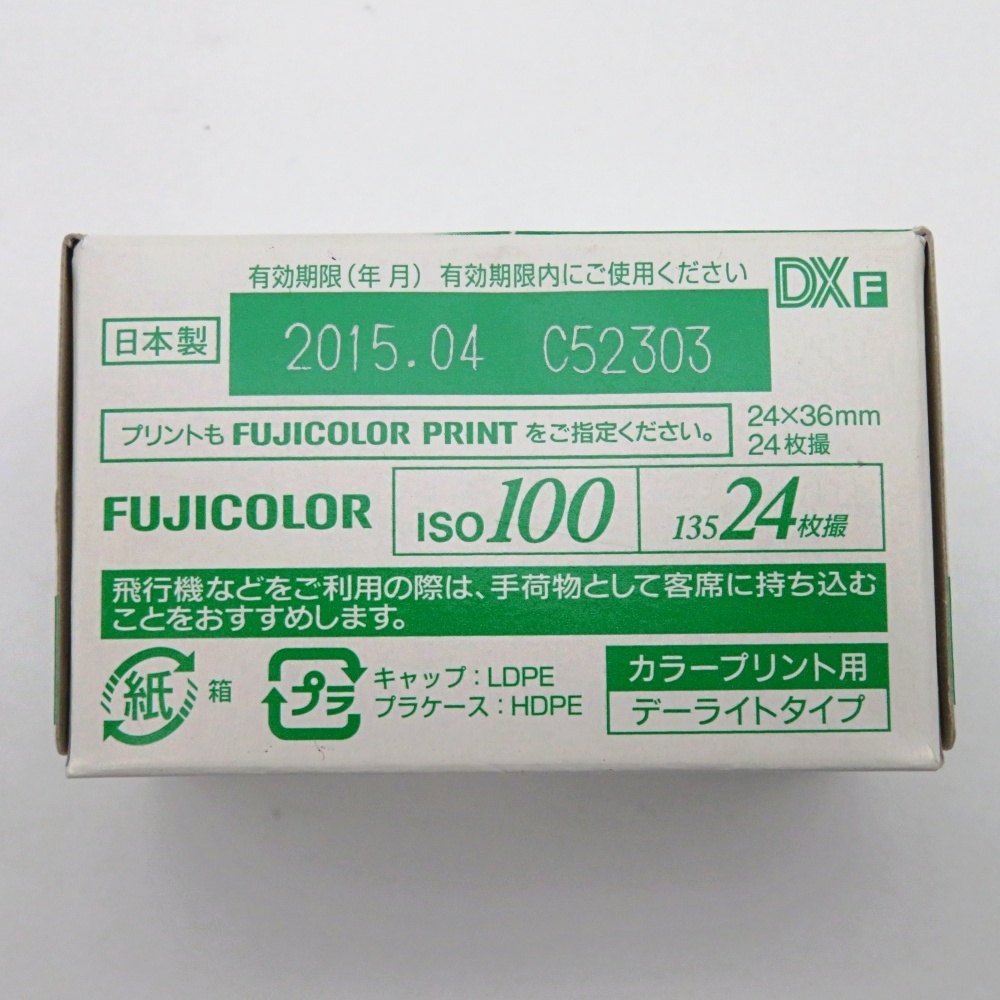 有効期限（年 月） 有効期限内にご使用ください
DX F
日本製
2015.04 C52303
プリントも FUJICOLOR PRINT をご指定ください。
24×36mm
24枚撮
FUJICOLOR
ISO 100
135 24枚撮
飛行機などをご利用の際は、手荷物として客席に持ち込む
ことをおすすめします。
紙 箱
プラ
キャップ：LDPE
プラケース：HDPE
カラープリント用
デーライトタイプ